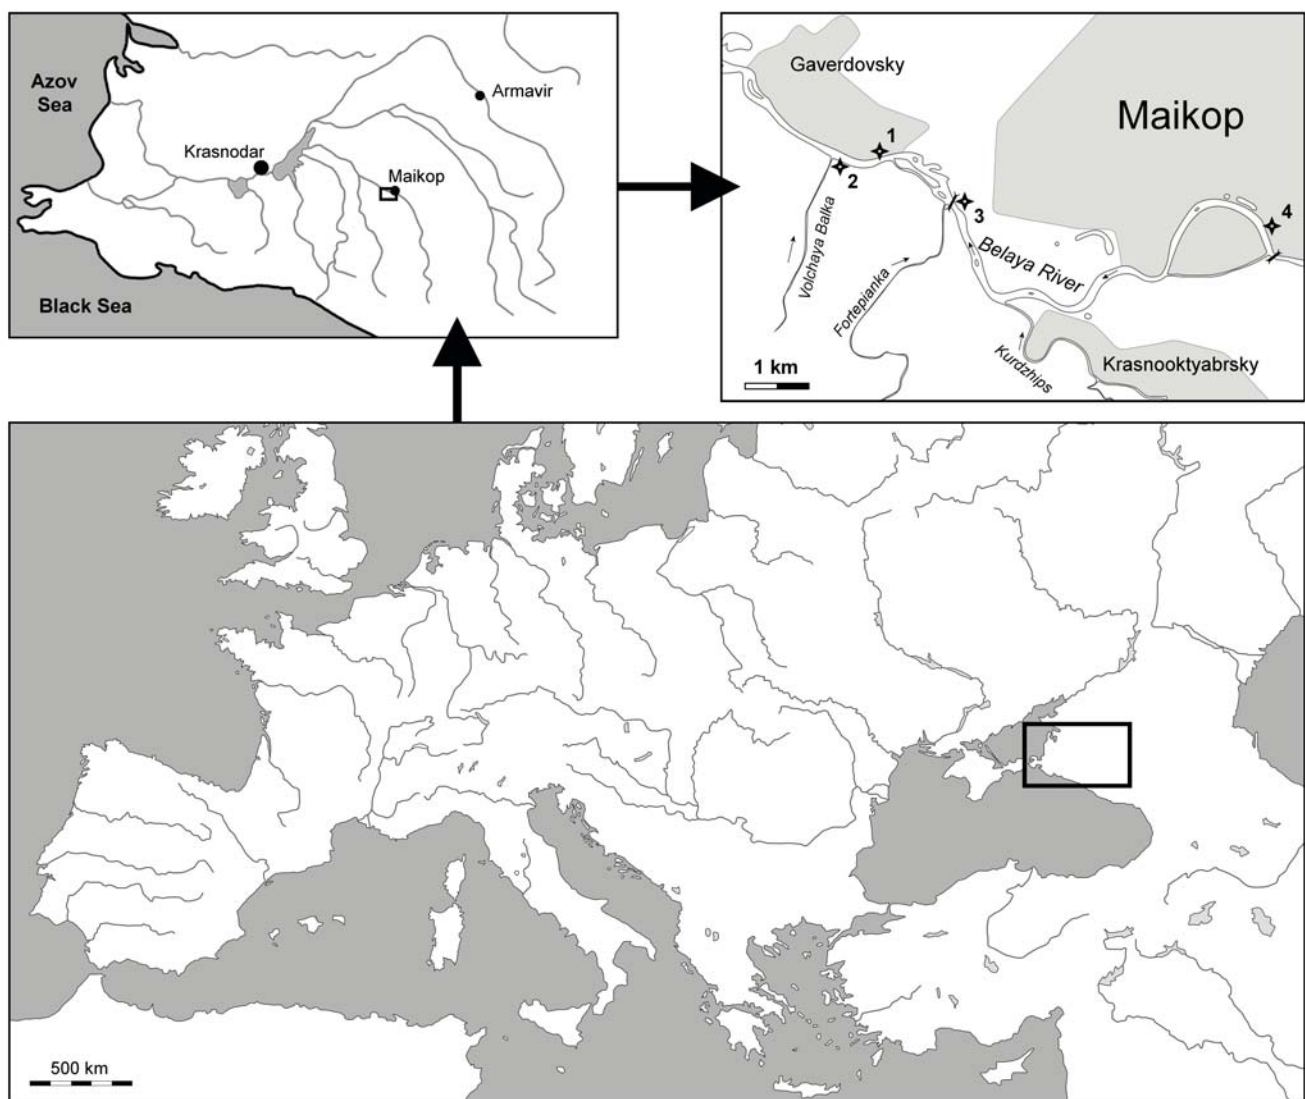 Azov
Sea
Armavir
Krasnodar
Maikop
Black Sea
Gaverdovsky
Maikop
1
2
3
4
Volchaya Balka
Fortepianka
Belaya River
Kurdzhips
Krasnooktyabrsky
1 km
500 km